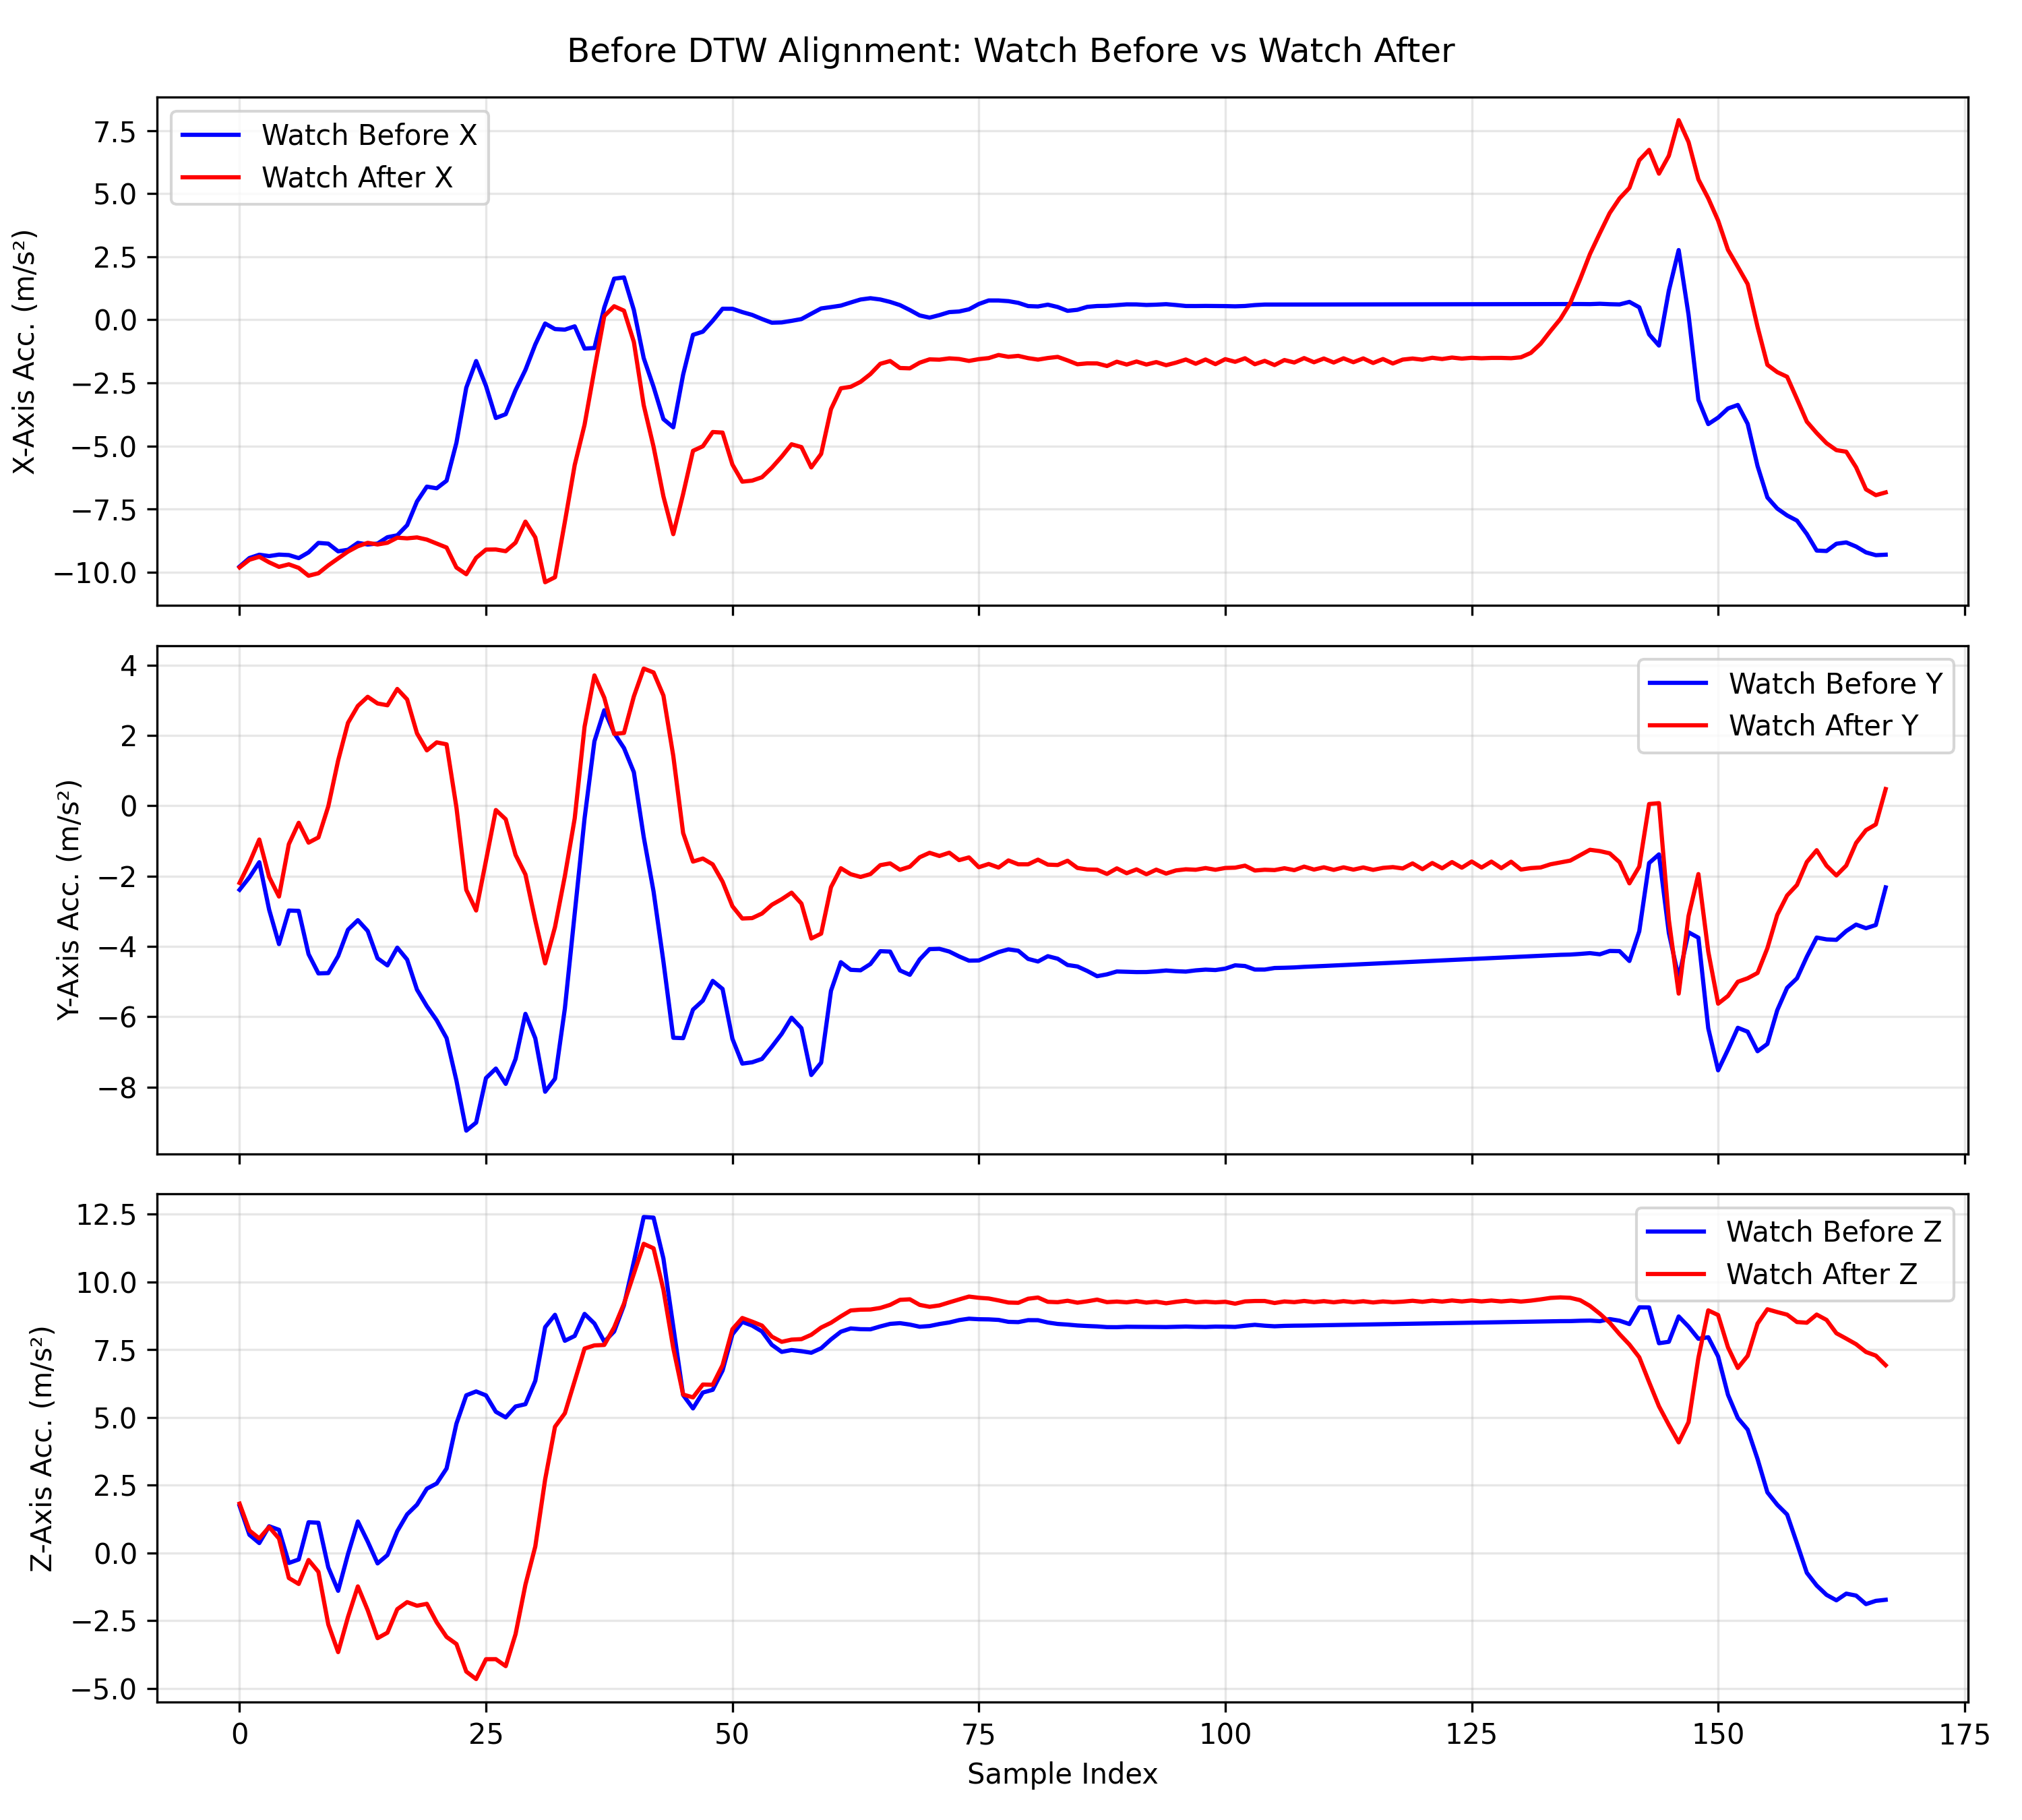 Before DTW Alignment: Watch Before vs Watch After
X-Axis Acc. (m/s²)
7.5
5.0
2.5
0.0
−2.5
−5.0
−7.5
−10.0
Watch Before X
Watch After X
Y-Axis Acc. (m/s²)
4
2
0
−2
−4
−6
−8
Watch Before Y
Watch After Y
Z-Axis Acc. (m/s²)
12.5
10.0
7.5
5.0
2.5
0.0
−2.5
−5.0
Watch Before Z
Watch After Z
0 25 50 75 100 125 150 175
Sample Index